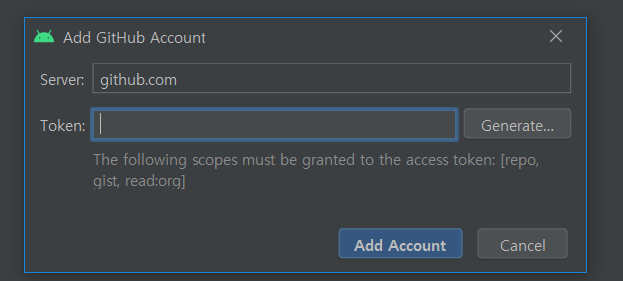 Add GitHub Account
Server: github.com
Token: Generate...
The following scopes must be granted to the access token: [repo,
gist, read:org]
Add Account Cancel